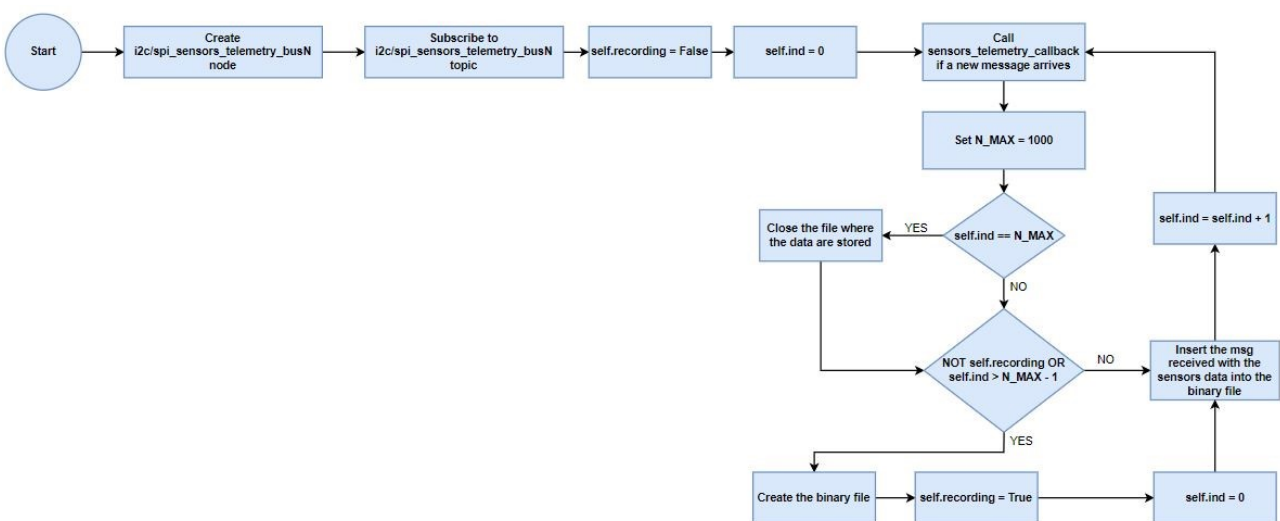 Start
Create
i2c/spi_sensors_telemetry_busN
node
Subscribe to
i2c/spi_sensors_telemetry_busN
topic
self.recording = False
self.ind = 0
Call
sensors_telemetry_callback
if a new message arrives
Set N_MAX = 1000
self.ind == N_MAX
YES
Close the file where
the data are stored
NO
NOT self.recording OR
self.ind > N_MAX - 1
NO
Insert the msg
received with the
sensors data into the
binary file
self.ind = self.ind + 1
YES
Create the binary file
self.recording = True
self.ind = 0